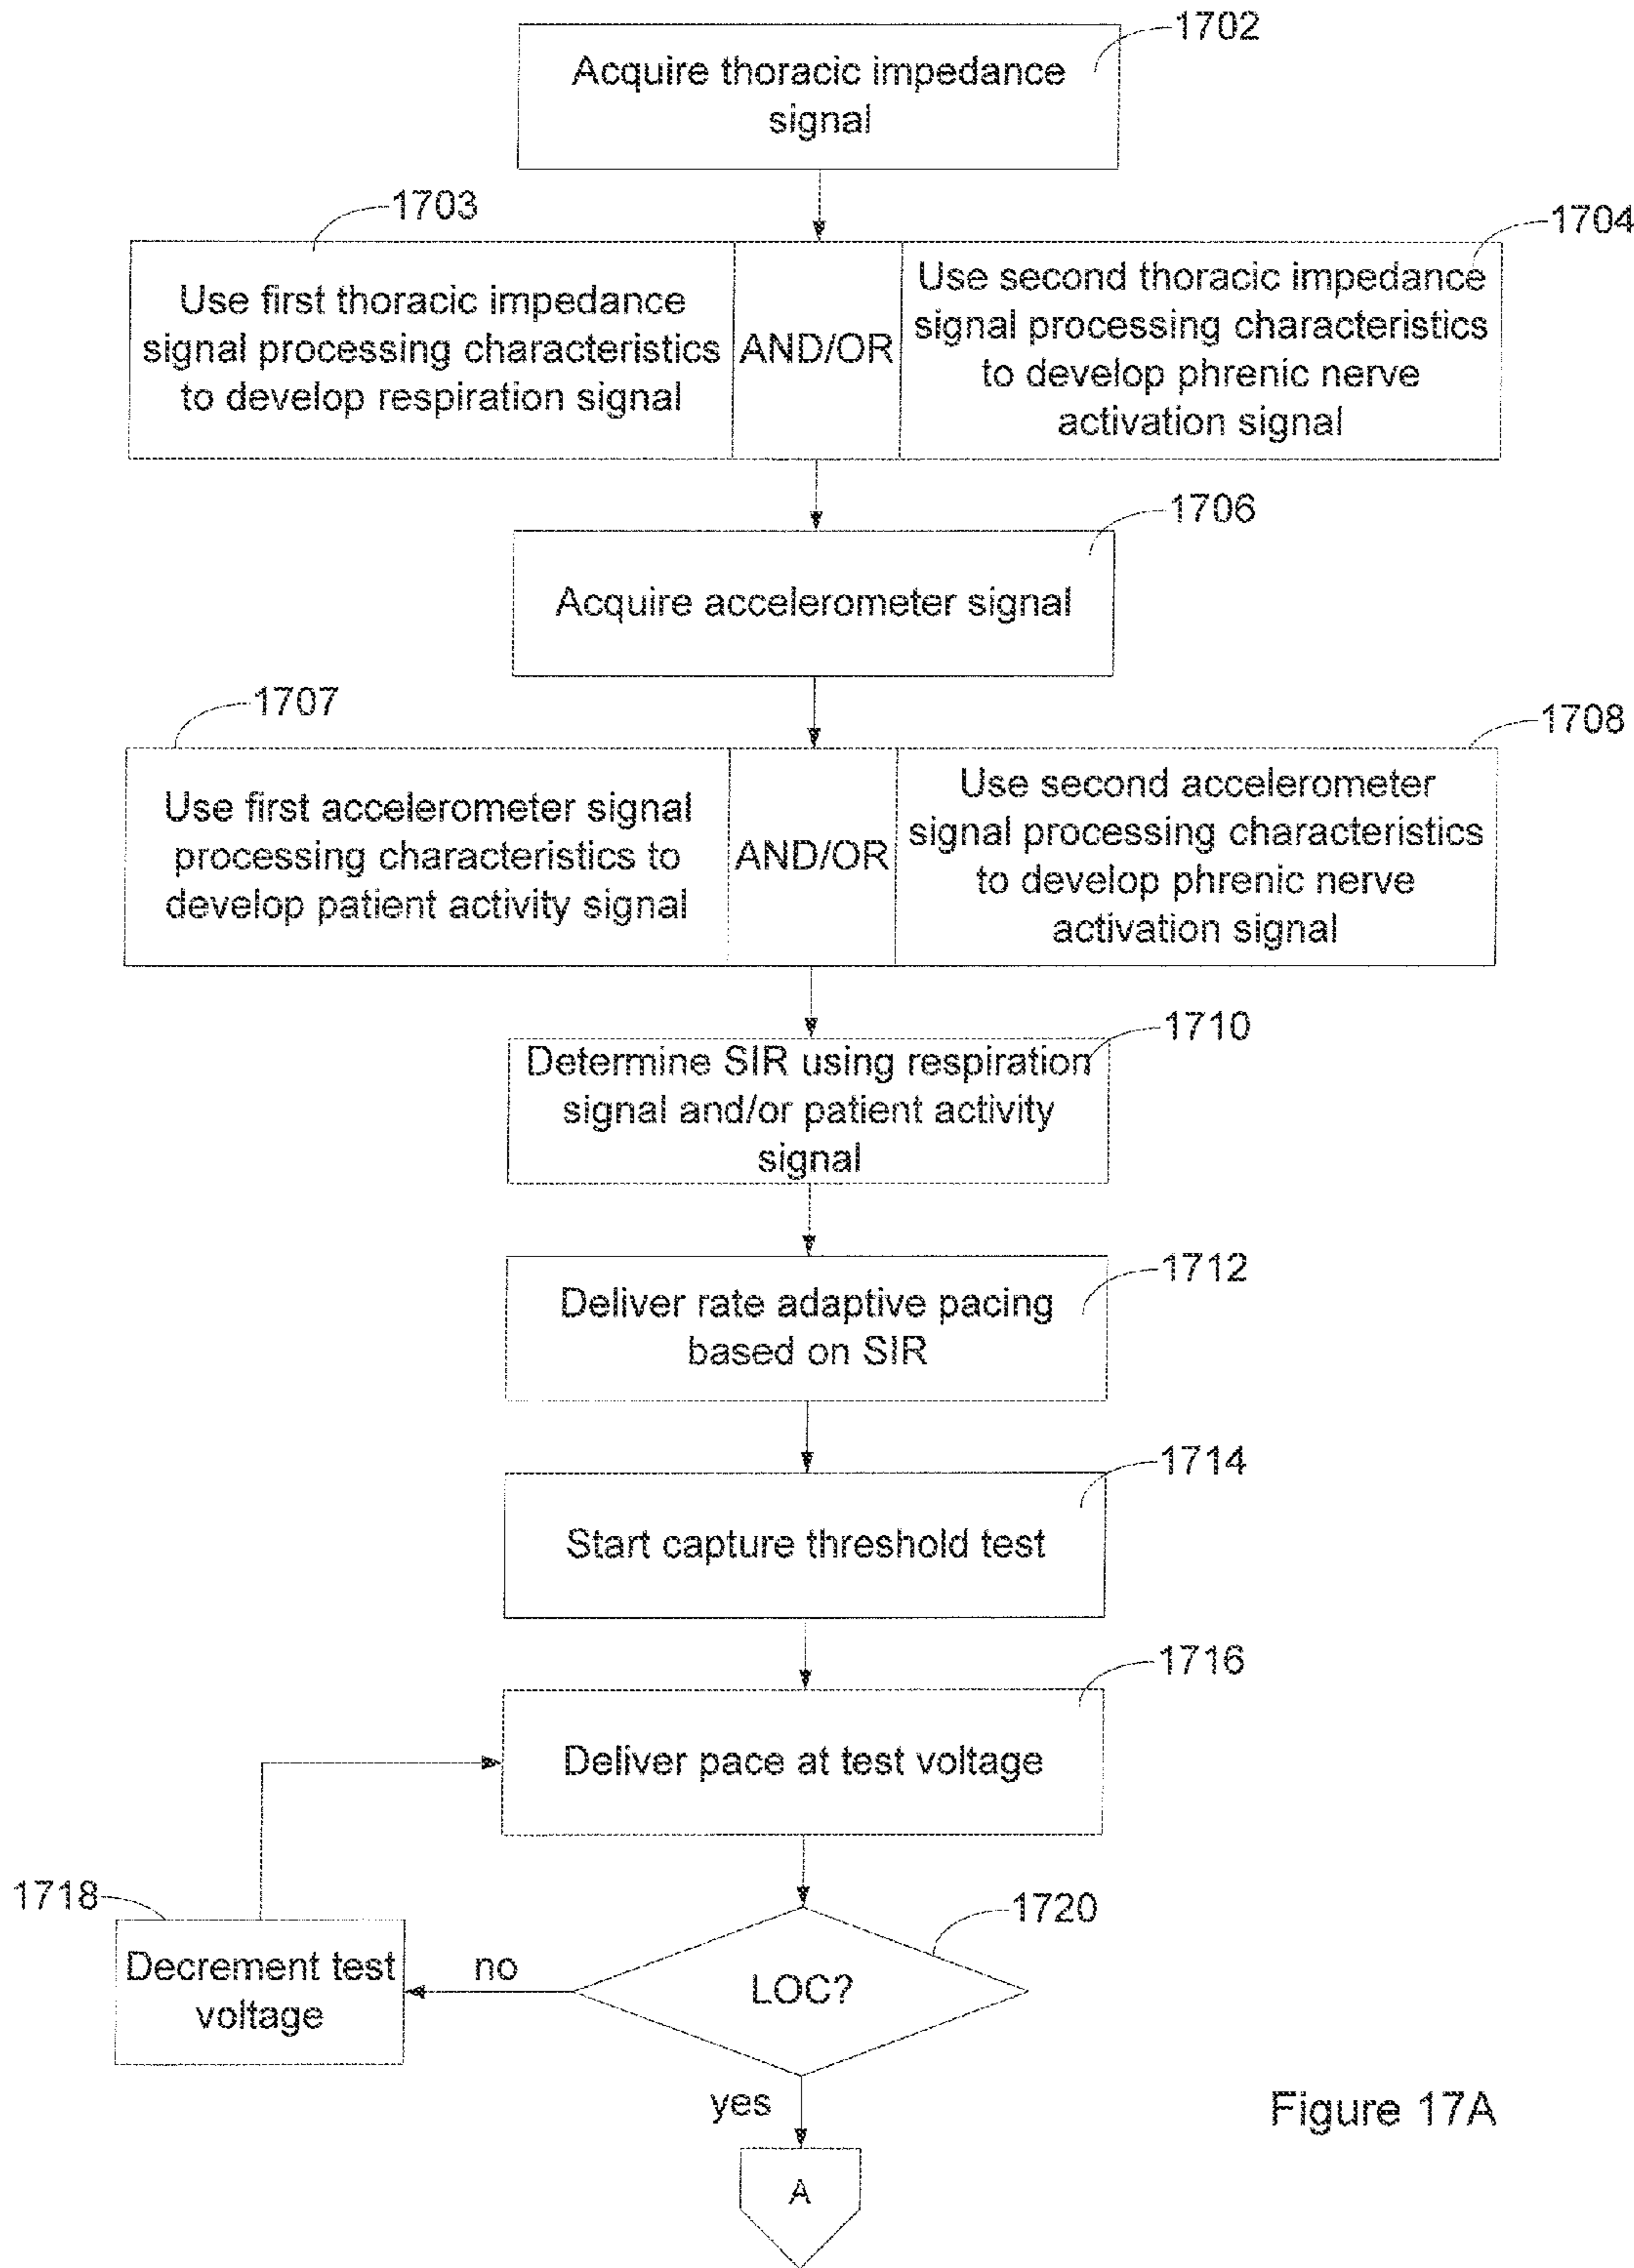 1702
Acquire thoracic impedance
signal
1703
1704
Use first thoracic impedance
signal processing characteristics
to develop respiration signal
AND/OR
Use second thoracic impedance
signal processing characteristics
to develop phrenic nerve
activation signal
1706
Acquire accelerometer signal
1707
1708
Use first accelerometer signal
processing characteristics to
develop patient activity signal
AND/OR
Use second accelerometer
signal processing characteristics
to develop phrenic nerve
activation signal
1710
Determine SIR using respiration
signal and/or patient activity
signal
1712
Deliver rate adaptive pacing
based on SIR
1714
Start capture threshold test
1716
Deliver pace at test voltage
1718
1720
Decrement test
voltage
no
LOC?
yes
A
Figure 17A